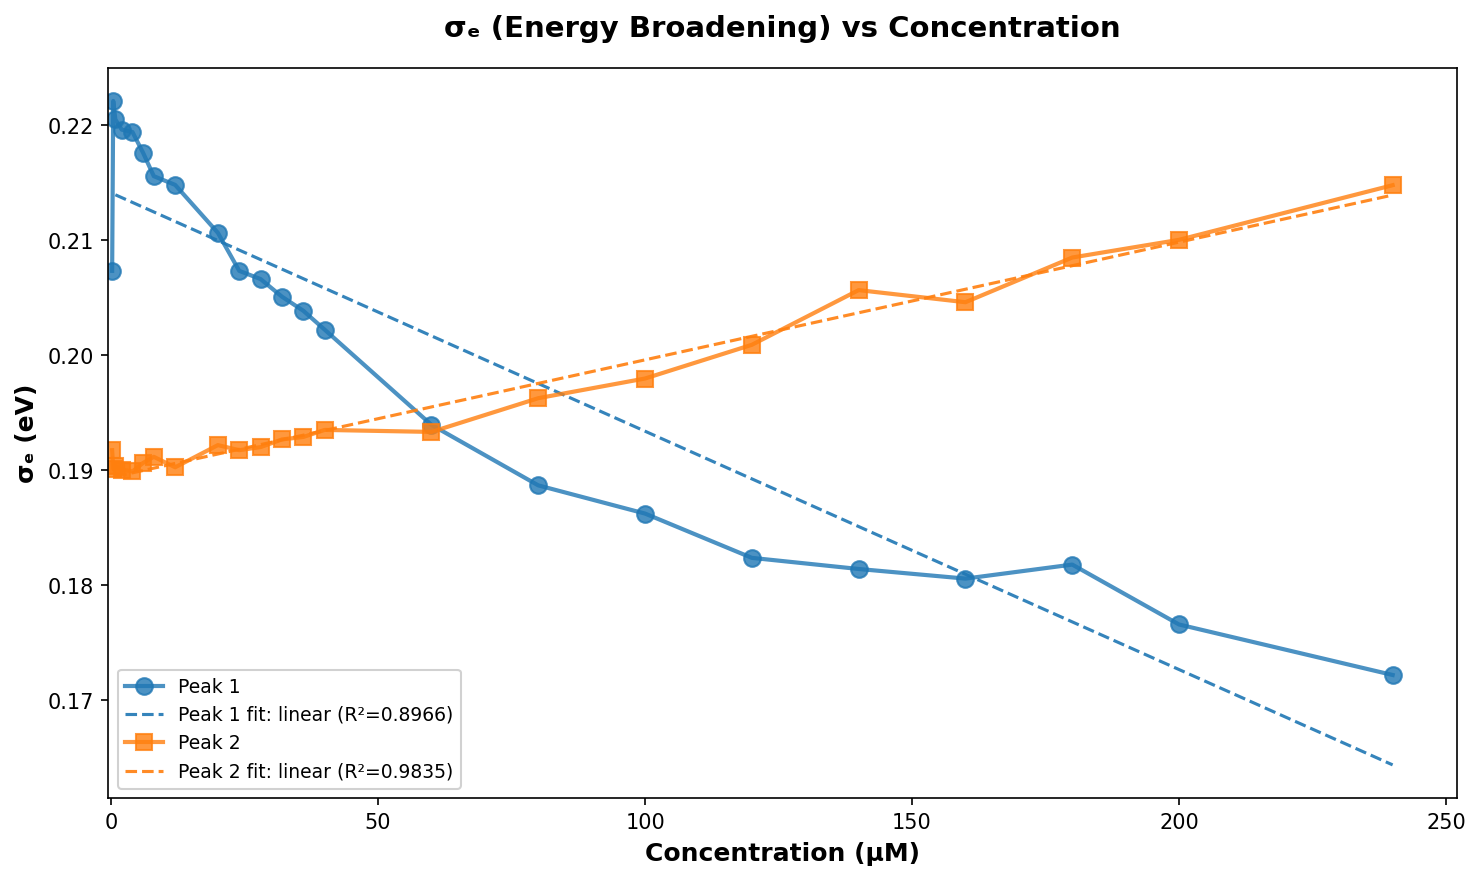 σₑ (Energy Broadening) vs Concentration
σₑ (eV)
0.22
0.21
0.20
0.19
0.18
0.17
Peak 1
Peak 1 fit: linear (R²=0.8966)
Peak 2
Peak 2 fit: linear (R²=0.9835)
0
50
100
150
200
250
Concentration (μM)